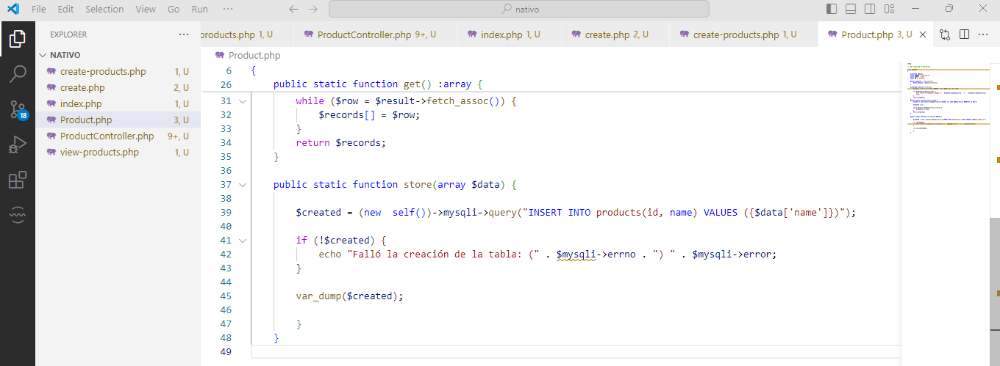 File Edit Selection View Go Run ··· nativo
EXPLORER ···
products.php 1, U ProductController.php 9+, U index.php 1, U create.php 2, U create-products.php 1, U Product.php 3, U ···
NATIVO
create-products.php 1, U
create.php 2, U
index.php 1, U
Product.php 3, U
ProductController.php 9+, U
view-products.php 1, U
18
Product.php
6 {
26 public static function get() :array {
31 while ($row = $result->fetch_assoc()) {
32 $records[] = $row;
33 }
34 return $records;
35 }
36
37 public static function store(array $data) {
38
39 $created = (new  self())->mysqli->query("INSERT INTO products(id, name) VALUES ({$data['name']})");
40
41 if (!$created) {
42 echo "Falló la creación de la tabla: (" . $mysqli->errno . ") " . $mysqli->error;
43 }
44
45 var_dump($created);
46
47 }
48 }
49